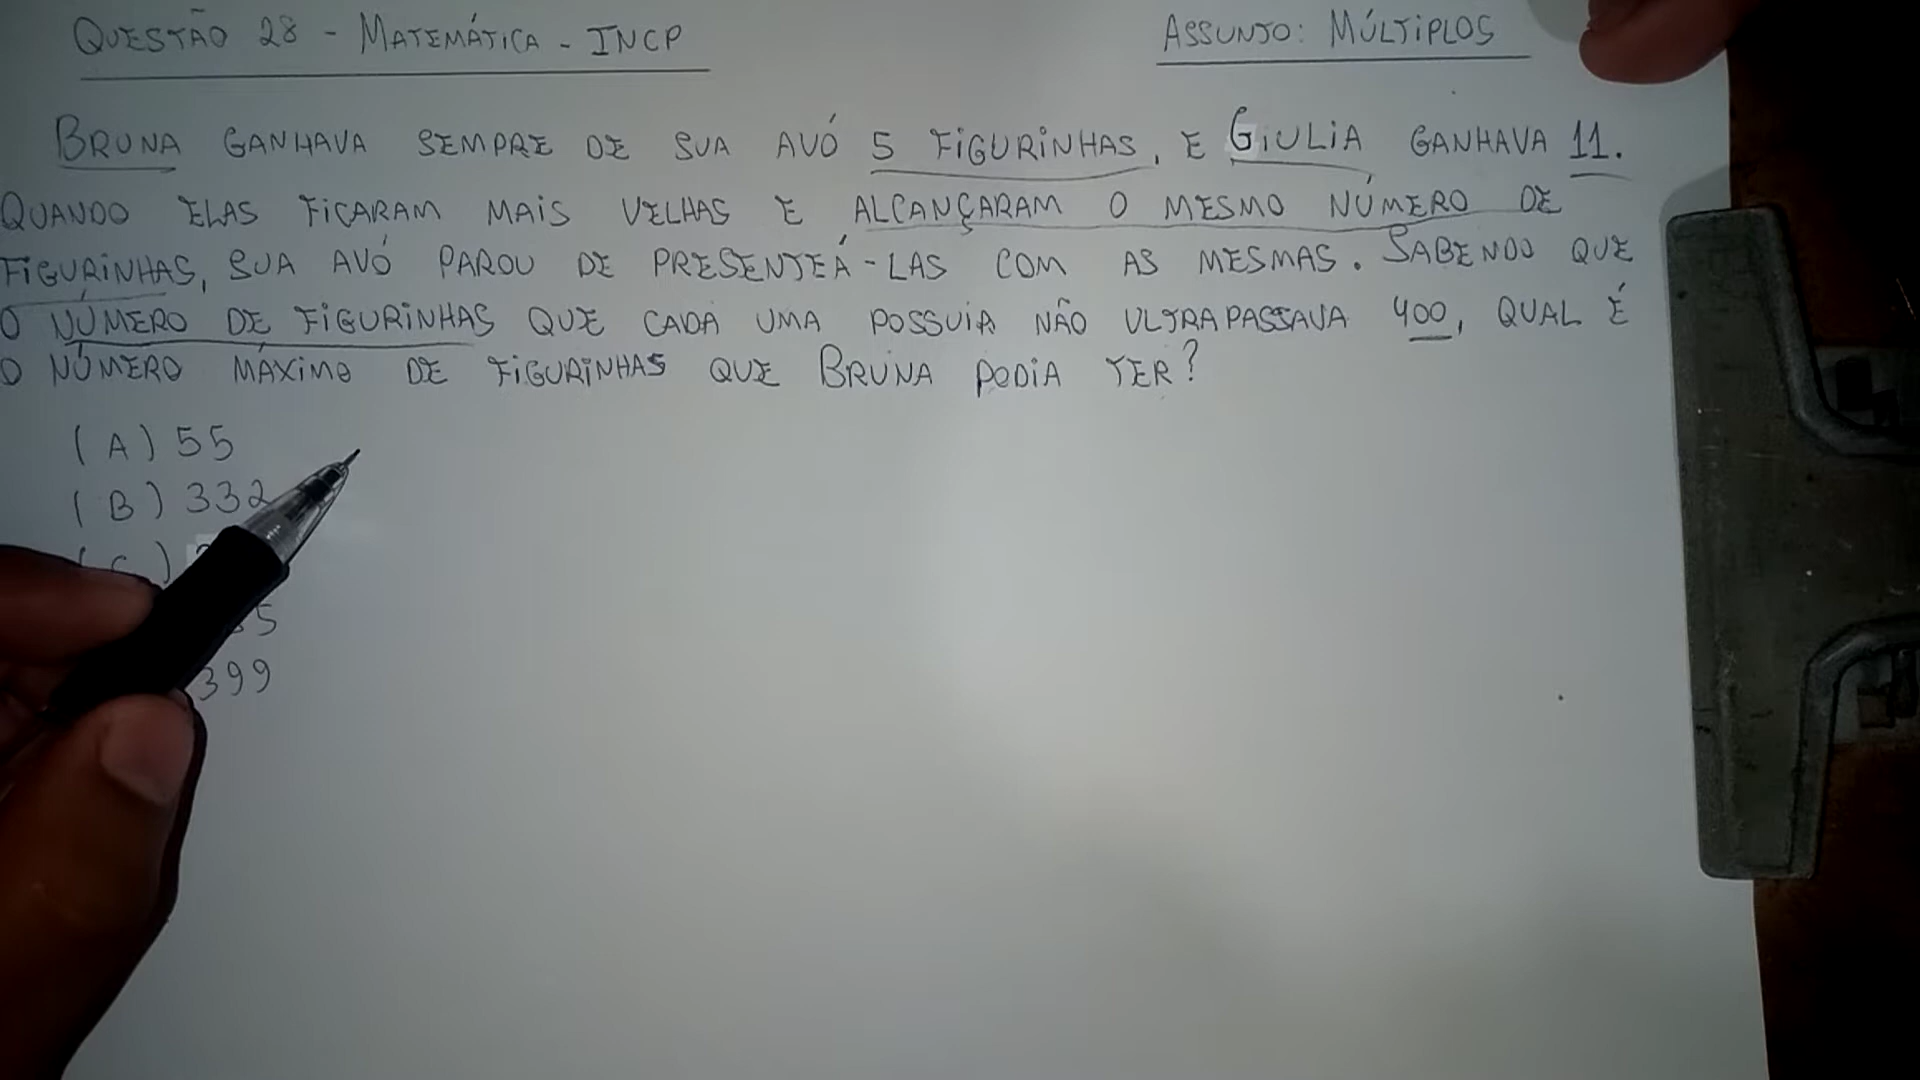 QUESTÃO 28 - MATEMÁTICA - INCP
ASSUNTO: MÚLTIPLOS
BRUNA GANHAVA SEMPRE DE SUA AVÓ 5 FIGURINHAS, E GIULIA GANHAVA 11.
QUANDO ELAS FICARAM MAIS VELHAS E ALCANÇARAM O MESMO NÚMERO DE
FIGURINHAS, SUA AVÓ PAROU DE PRESENTEÁ-LAS COM AS MESMAS. SABENDO QUE
O NÚMERO DE FIGURINHAS QUE CADA UMA POSSUIA NÃO ULTRAPASSAVA 400, QUAL É
O NÚMERO MÁXIMO DE FIGURINHAS QUE BRUNA PODIA TER?
(A) 55
(B) 332
(C)
399